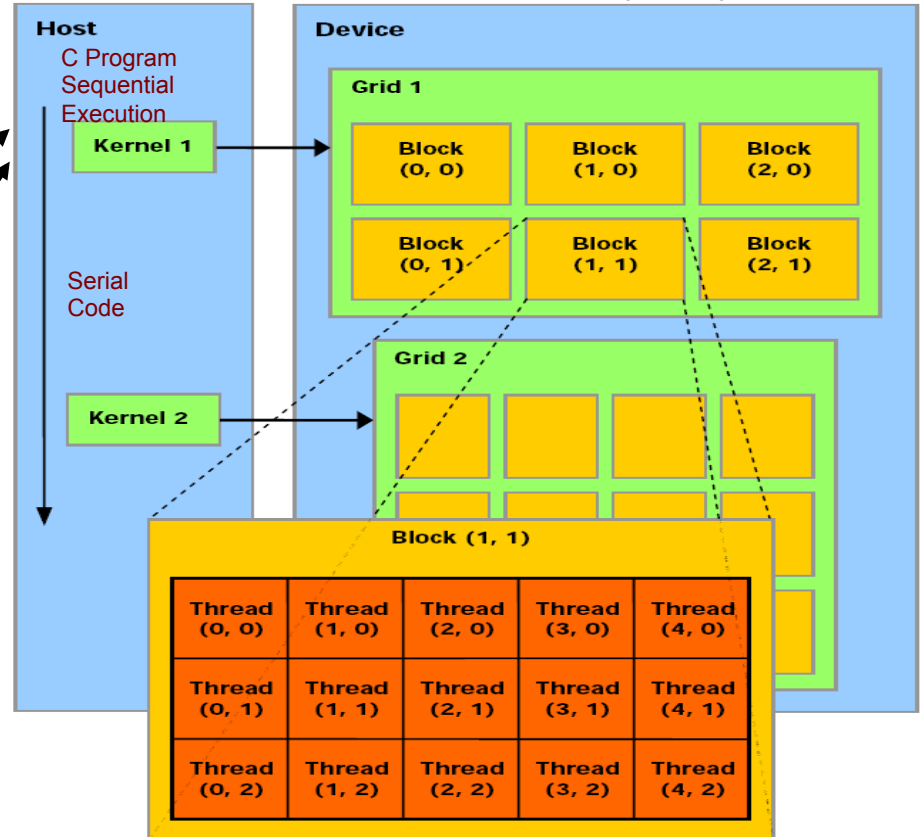 Host
C Program
Sequential
Execution
Kernel 1
Serial
Code
Kernel 2
Device
Grid 1
Block
(0, 0)
Block
(1, 0)
Block
(2, 0)
Block
(0, 1)
Block
(1, 1)
Block
(2, 1)
Grid 2
Block (1, 1)
Thread
(0, 0)
Thread
(1, 0)
Thread
(2, 0)
Thread
(3, 0)
Thread
(4, 0)
Thread
(0, 1)
Thread
(1, 1)
Thread
(2, 1)
Thread
(3, 1)
Thread
(4, 1)
Thread
(0, 2)
Thread
(1, 2)
Thread
(2, 2)
Thread
(3, 2)
Thread
(4, 2)